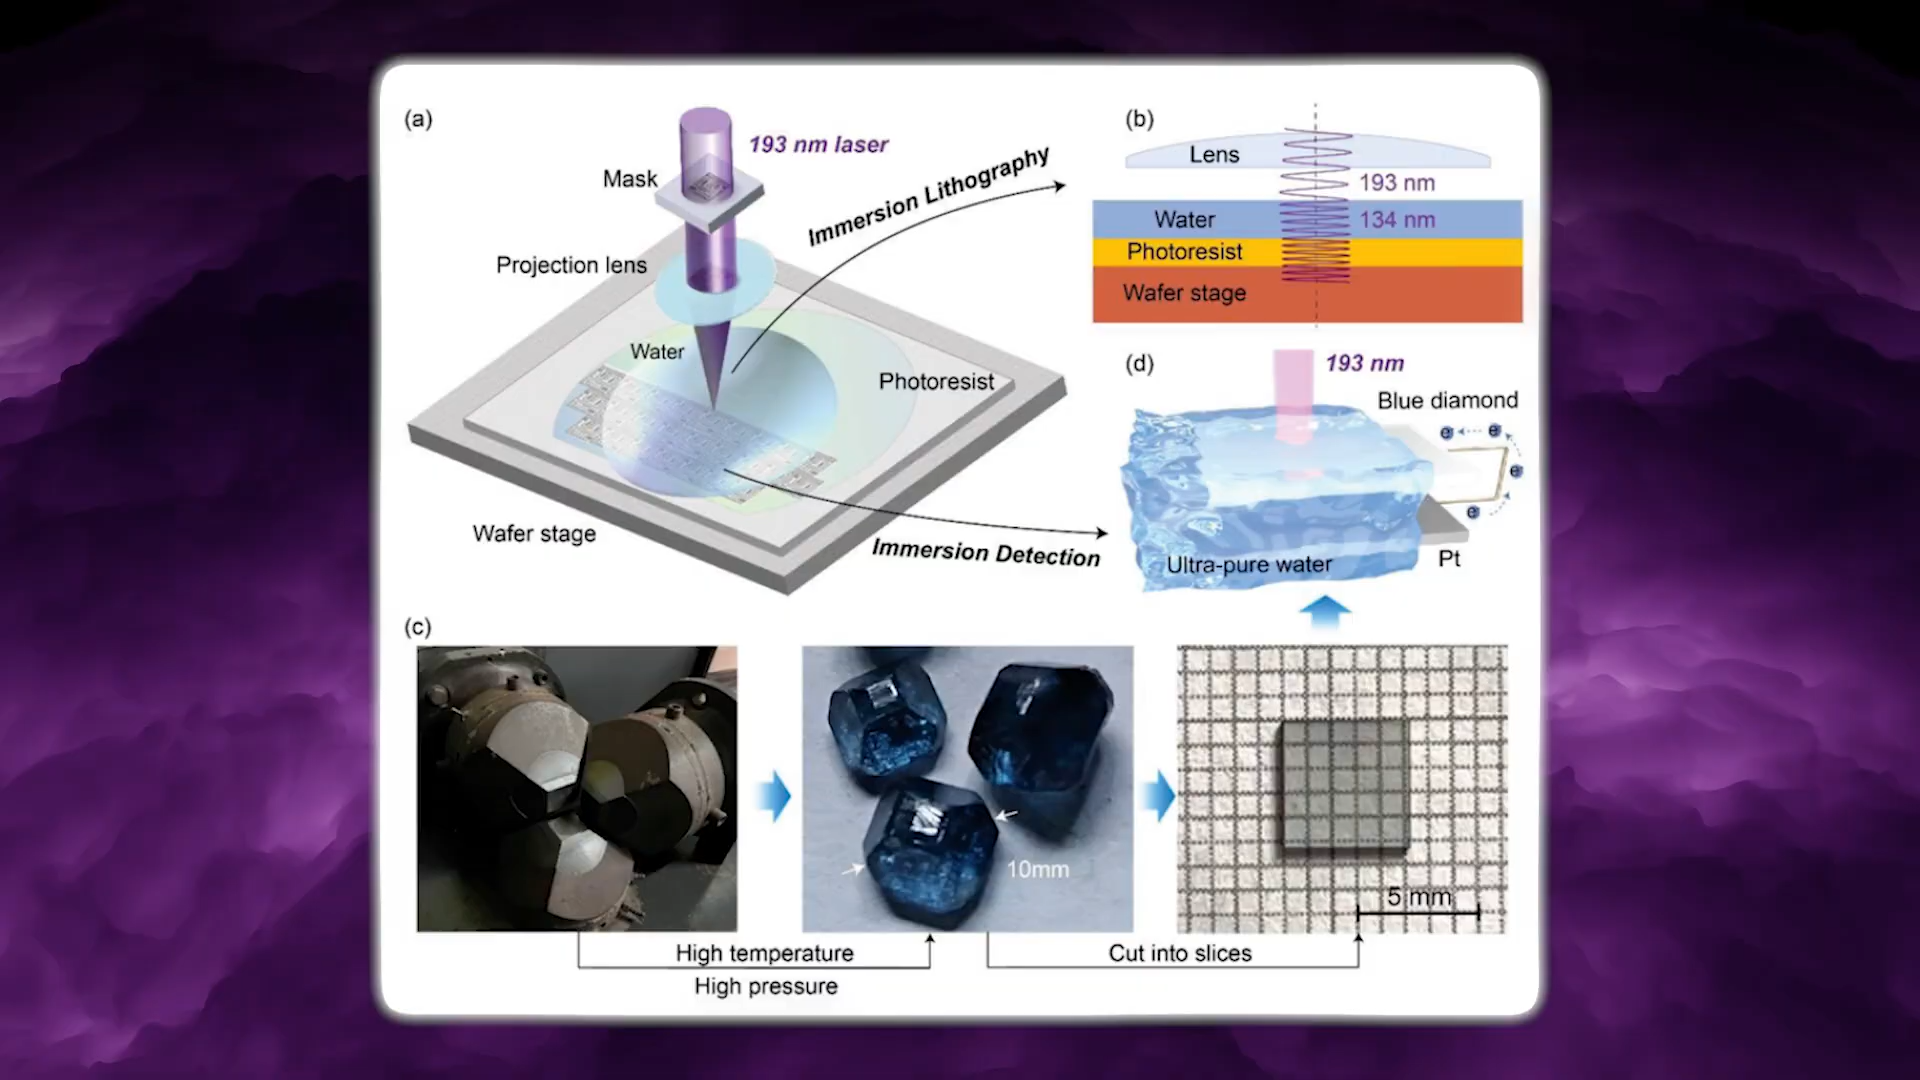 (a)
193 nm laser
Mask
Projection lens
Water
Photoresist
Wafer stage
Immersion Lithography
Immersion Detection
(b)
Lens
193 nm
Water
134 nm
Photoresist
Wafer stage
(d)
193 nm
Blue diamond
e
e
e
e
Ultra-pure water
Pt
(c)
10mm
5 mm
High temperature
High pressure
Cut into slices